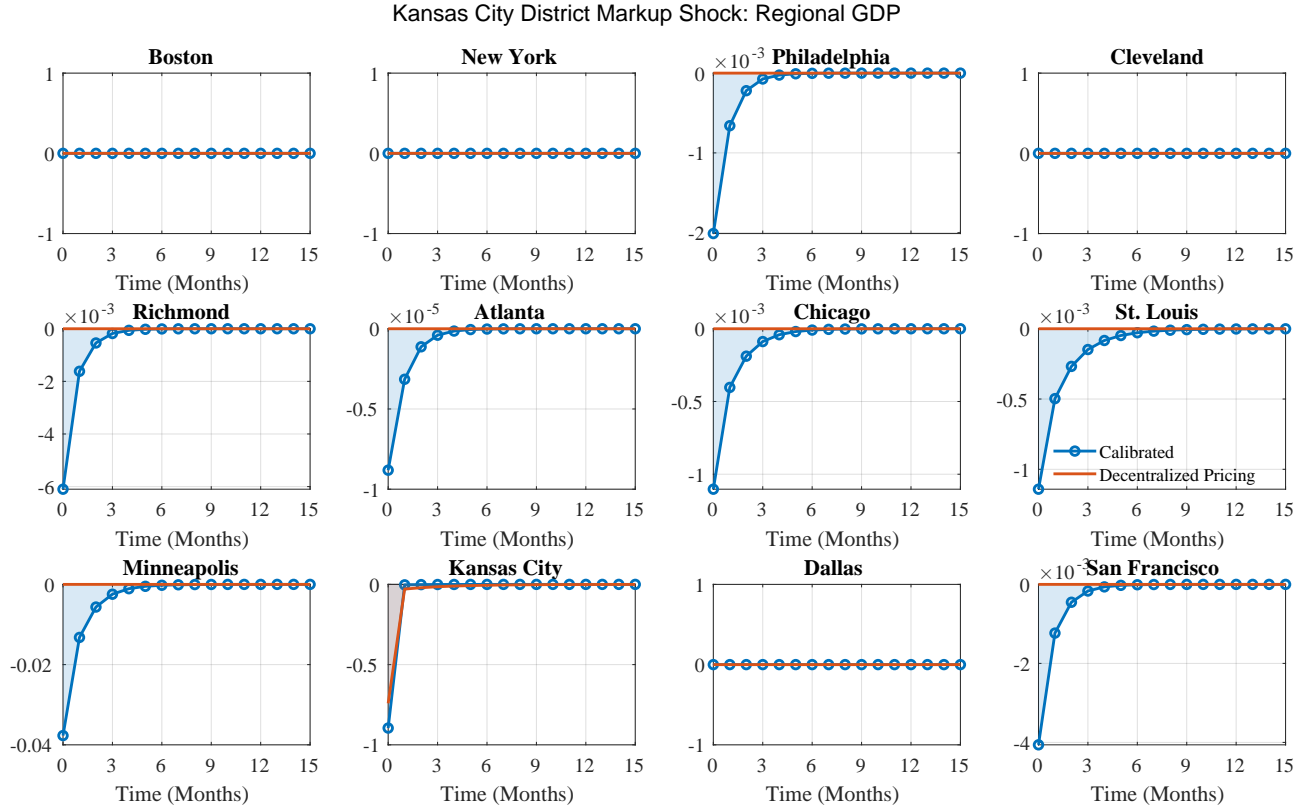 Kansas City District Markup Shock: Regional GDP
Boston
1
0
-1
0 3 6 9 12 15
Time (Months)
New York
1
0
-1
0 3 6 9 12 15
Time (Months)
×10-3
Philadelphia
0
-1
-2
0 3 6 9 12 15
Time (Months)
Cleveland
1
0
-1
0 3 6 9 12 15
Time (Months)
×10-3
Richmond
0
-2
-4
-6
0 3 6 9 12 15
Time (Months)
×10-5
Atlanta
0
-0.5
-1
0 3 6 9 12 15
Time (Months)
×10-3
Chicago
0
-0.5
-1
0 3 6 9 12 15
Time (Months)
×10-3
St. Louis
0
-0.5
-1
Calibrated
Decentralized Pricing
0 3 6 9 12 15
Time (Months)
Minneapolis
0
-0.02
-0.04
0 3 6 9 12 15
Time (Months)
Kansas City
0
-0.5
-1
0 3 6 9 12 15
Time (Months)
Dallas
1
0
-1
0 3 6 9 12 15
Time (Months)
×10-3
San Francisco
0
-2
-4
0 3 6 9 12 15
Time (Months)